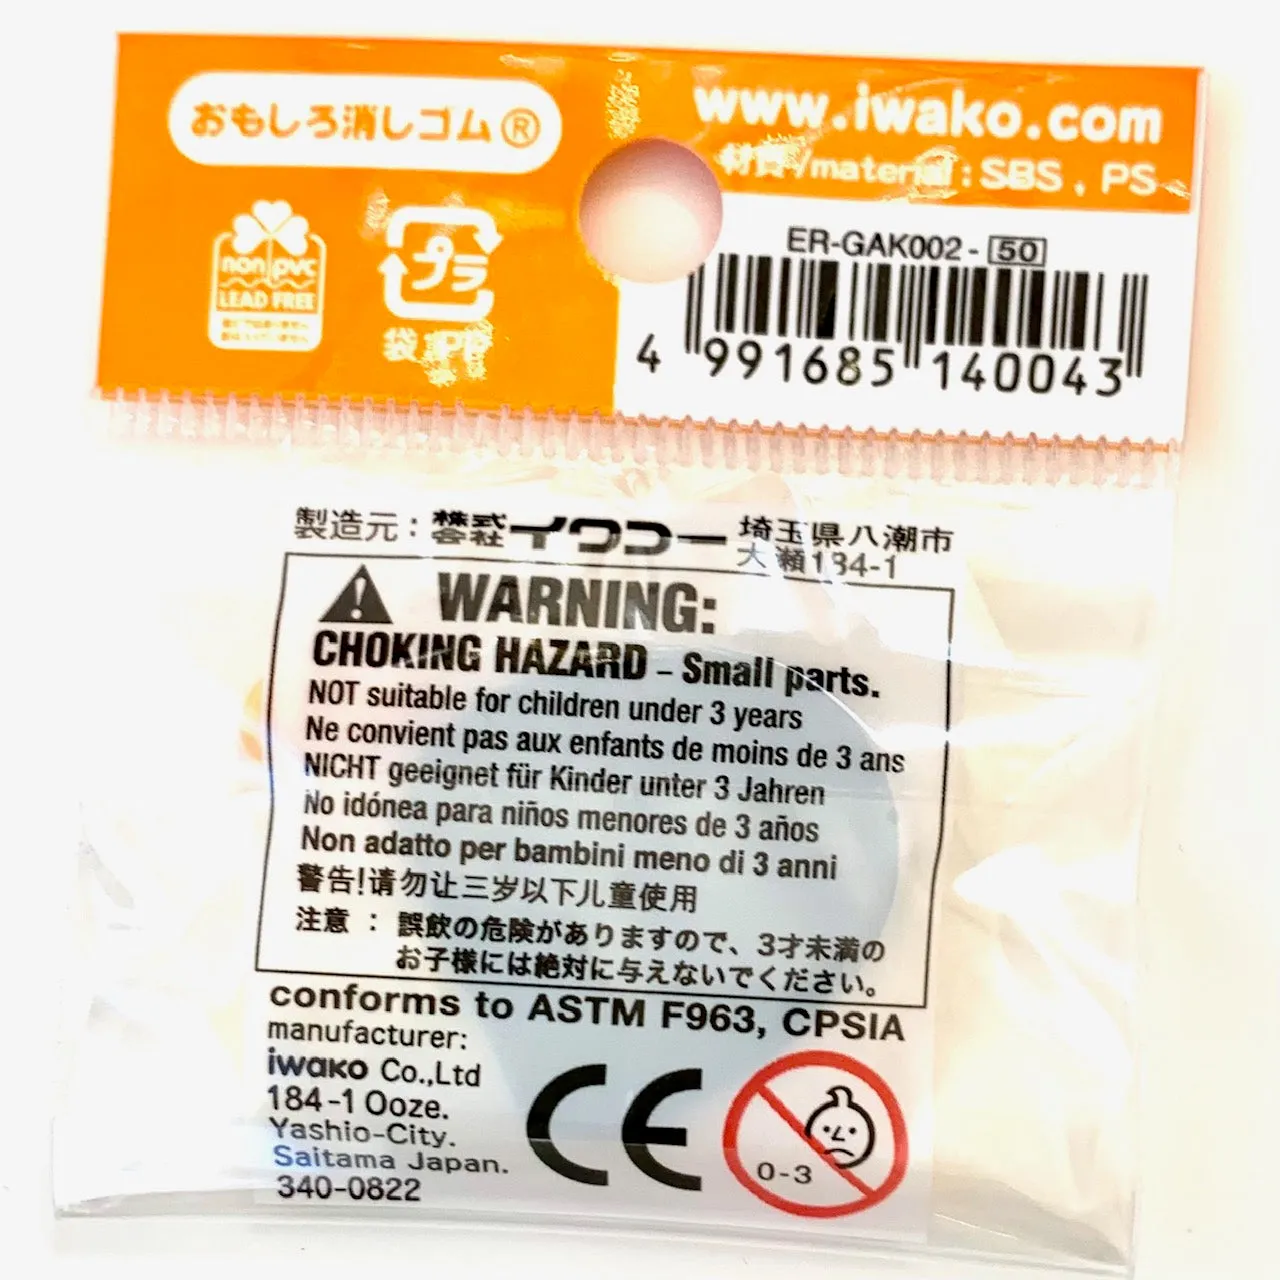 おもしろ消しゴム®
www.iwako.com
材質/material:SBS, PS
non pvc
LEAD FREE
プラ
袋:PP
ER-GAK002-50
4 991685 140043
製造元:株式会社イワコー 埼玉県八潮市
大瀬184-1
WARNING:
CHOKING HAZARD – Small parts.
NOT suitable for children under 3 years
Ne convient pas aux enfants de moins de 3 ans
NICHT geeignet für Kinder unter 3 Jahren
No idónea para niños menores de 3 años
Non adatto per bambini meno di 3 anni
警告!请勿让三岁以下儿童使用
注意 : 誤飲の危険がありますので、3才未満の
お子様には絶対に与えないでください。
conforms to ASTM F963, CPSIA
manufacturer:
iwako Co.,Ltd
184-1 Ooze.
Yashio-City.
Saitama Japan.
340-0822
CE
0-3